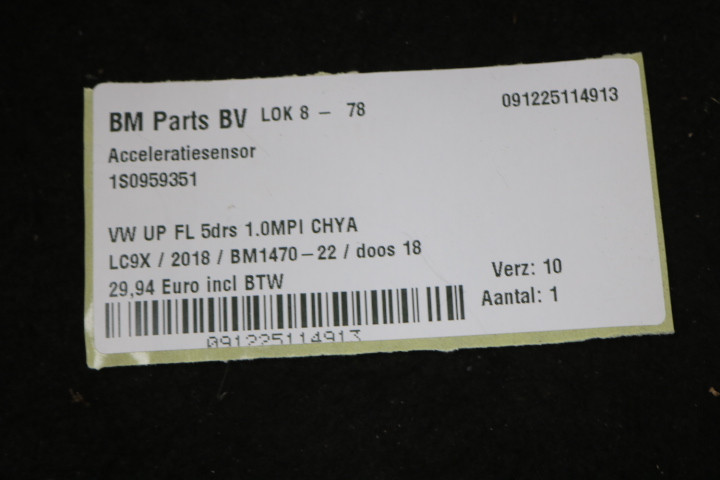 BM Parts BV LOK 8 - 78 091225114913
Acceleratiesensor
1S0959351
VW UP FL 5drs 1.0MPI CHYA
LC9X / 2018 / BM1470-22 / doos 18
29,94 Euro incl BTW
Verz: 10
Aantal: 1
091225114913